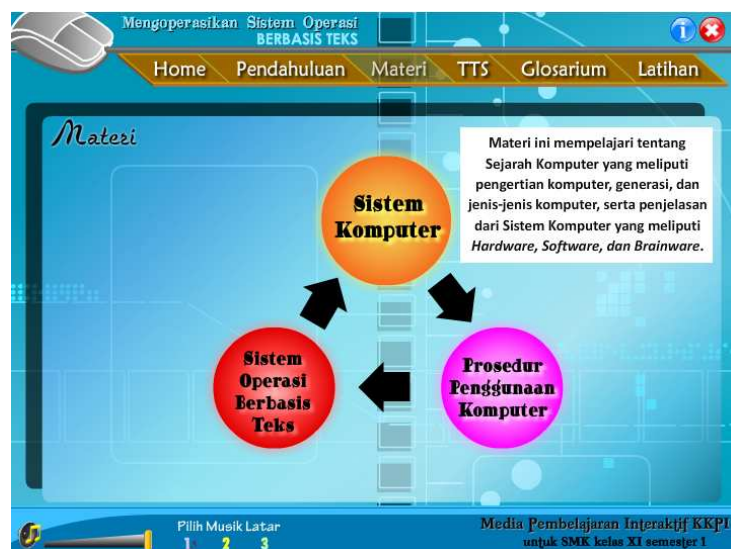 Mengoperasikan Sistem Operasi
BERBASIS TEKS
Home Pendahuluan Materi TTS Glosarium Latihan
Materi
Materi ini mempelajari tentang
Sejarah Komputer yang meliputi
pengertian komputer, generasi, dan
jenis-jenis komputer, serta penjelasan
dari Sistem Komputer yang meliputi
Hardware, Software, dan Brainware.
Sistem
Komputer
Prosedur
Penggunaan
Komputer
Sistem
Operasi
Berbasis
Teks
Pilih Musik Latar
1 2 3
Media Pembelajaran Interaktif KKPI
untuk SMK kelas XI semester 1